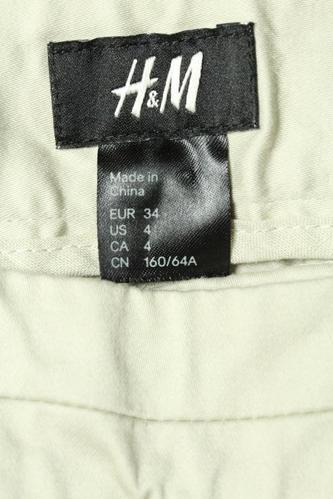 H&M
Made in
China
EUR 34
US 4
CA 4
CN 160/64A